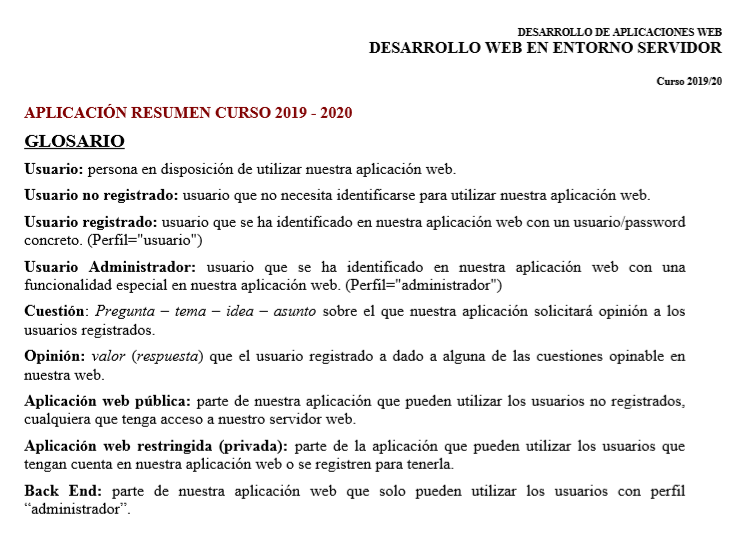 DESARROLLO DE APLICACIONES WEB
DESARROLLO WEB EN ENTORNO SERVIDOR
Curso 2019/20
APLICACIÓN RESUMEN CURSO 2019 - 2020
GLOSARIO
Usuario: persona en disposición de utilizar nuestra aplicación web.
Usuario no registrado: usuario que no necesita identificarse para utilizar nuestra aplicación web.
Usuario registrado: usuario que se ha identificado en nuestra aplicación web con un usuario/password
concreto. (Perfil="usuario")
Usuario Administrador: usuario que se ha identificado en nuestra aplicación web con una
funcionalidad especial en nuestra aplicación web. (Perfil="administrador")
Cuestión: Pregunta – tema – idea – asunto sobre el que nuestra aplicación solicitará opinión a los
usuarios registrados.
Opinión: valor (respuesta) que el usuario registrado a dado a alguna de las cuestiones opinable en
nuestra web.
Aplicación web pública: parte de nuestra aplicación que pueden utilizar los usuarios no registrados,
cualquiera que tenga acceso a nuestro servidor web.
Aplicación web restringida (privada): parte de la aplicación que pueden utilizar los usuarios que
tengan cuenta en nuestra aplicación web o se registren para tenerla.
Back End: parte de nuestra aplicación web que solo pueden utilizar los usuarios con perfil
“administrador”.